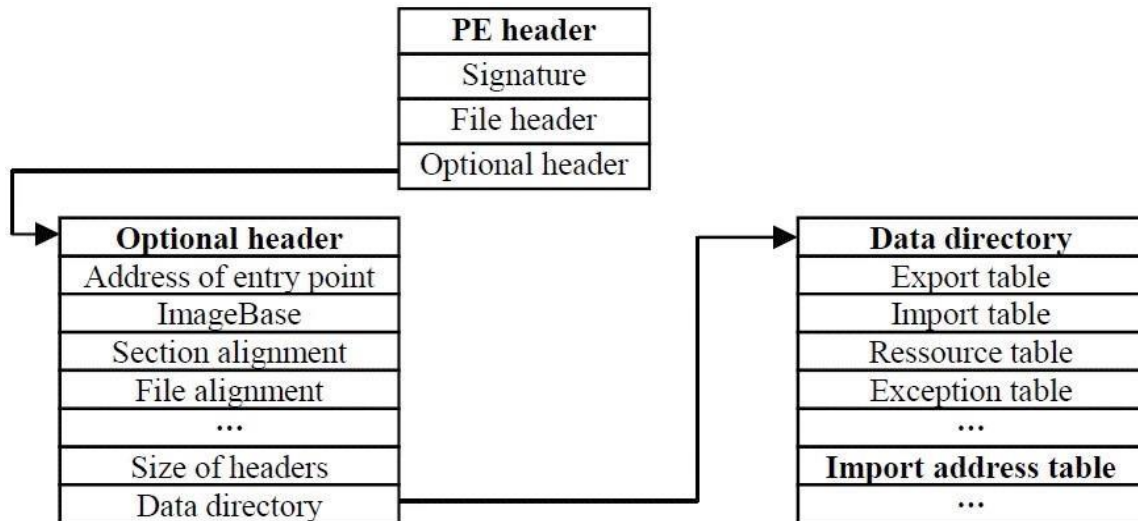 PE header
Signature
File header
Optional header
Optional header
Address of entry point
ImageBase
Section alignment
File alignment
...
Size of headers
Data directory
Data directory
Export table
Import table
Ressource table
Exception table
...
Import address table
...